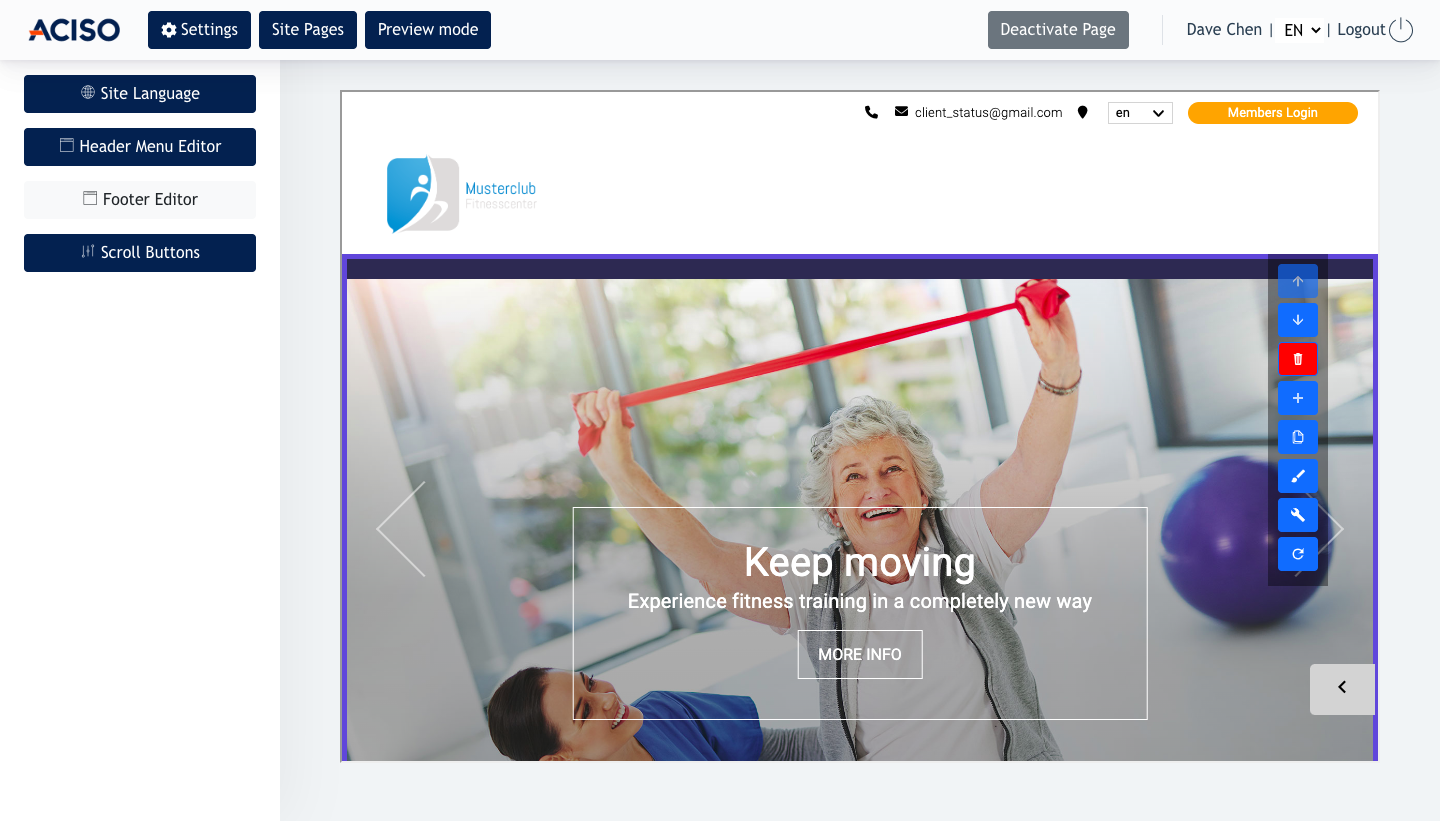 ACISO
Settings
Site Pages
Preview mode
Deactivate Page
Dave Chen | EN | Logout
Site Language
Header Menu Editor
Footer Editor
Scroll Buttons
client_status@gmail.com
en
Members Login
Musterclub
Fitnesscenter
Keep moving
Experience fitness training in a completely new way
MORE INFO